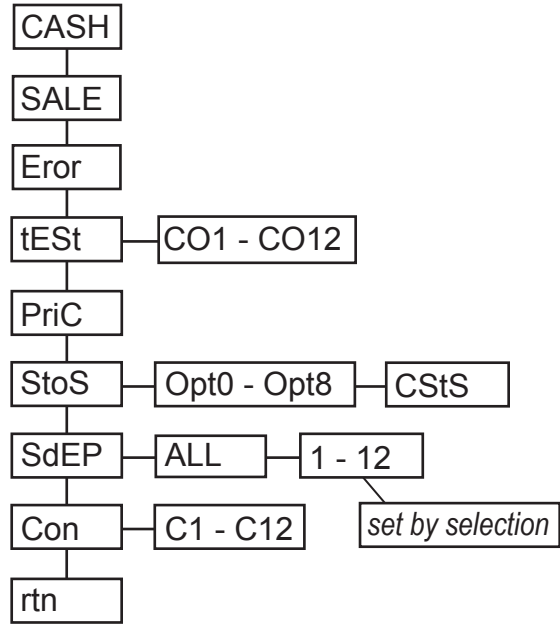 CASH
SALE
Eror
tESt CO1 - CO12
PriC
StoS Opt0 - Opt8 CStS
SdEP ALL 1 - 12
Con C1 - C12 set by selection
rtn